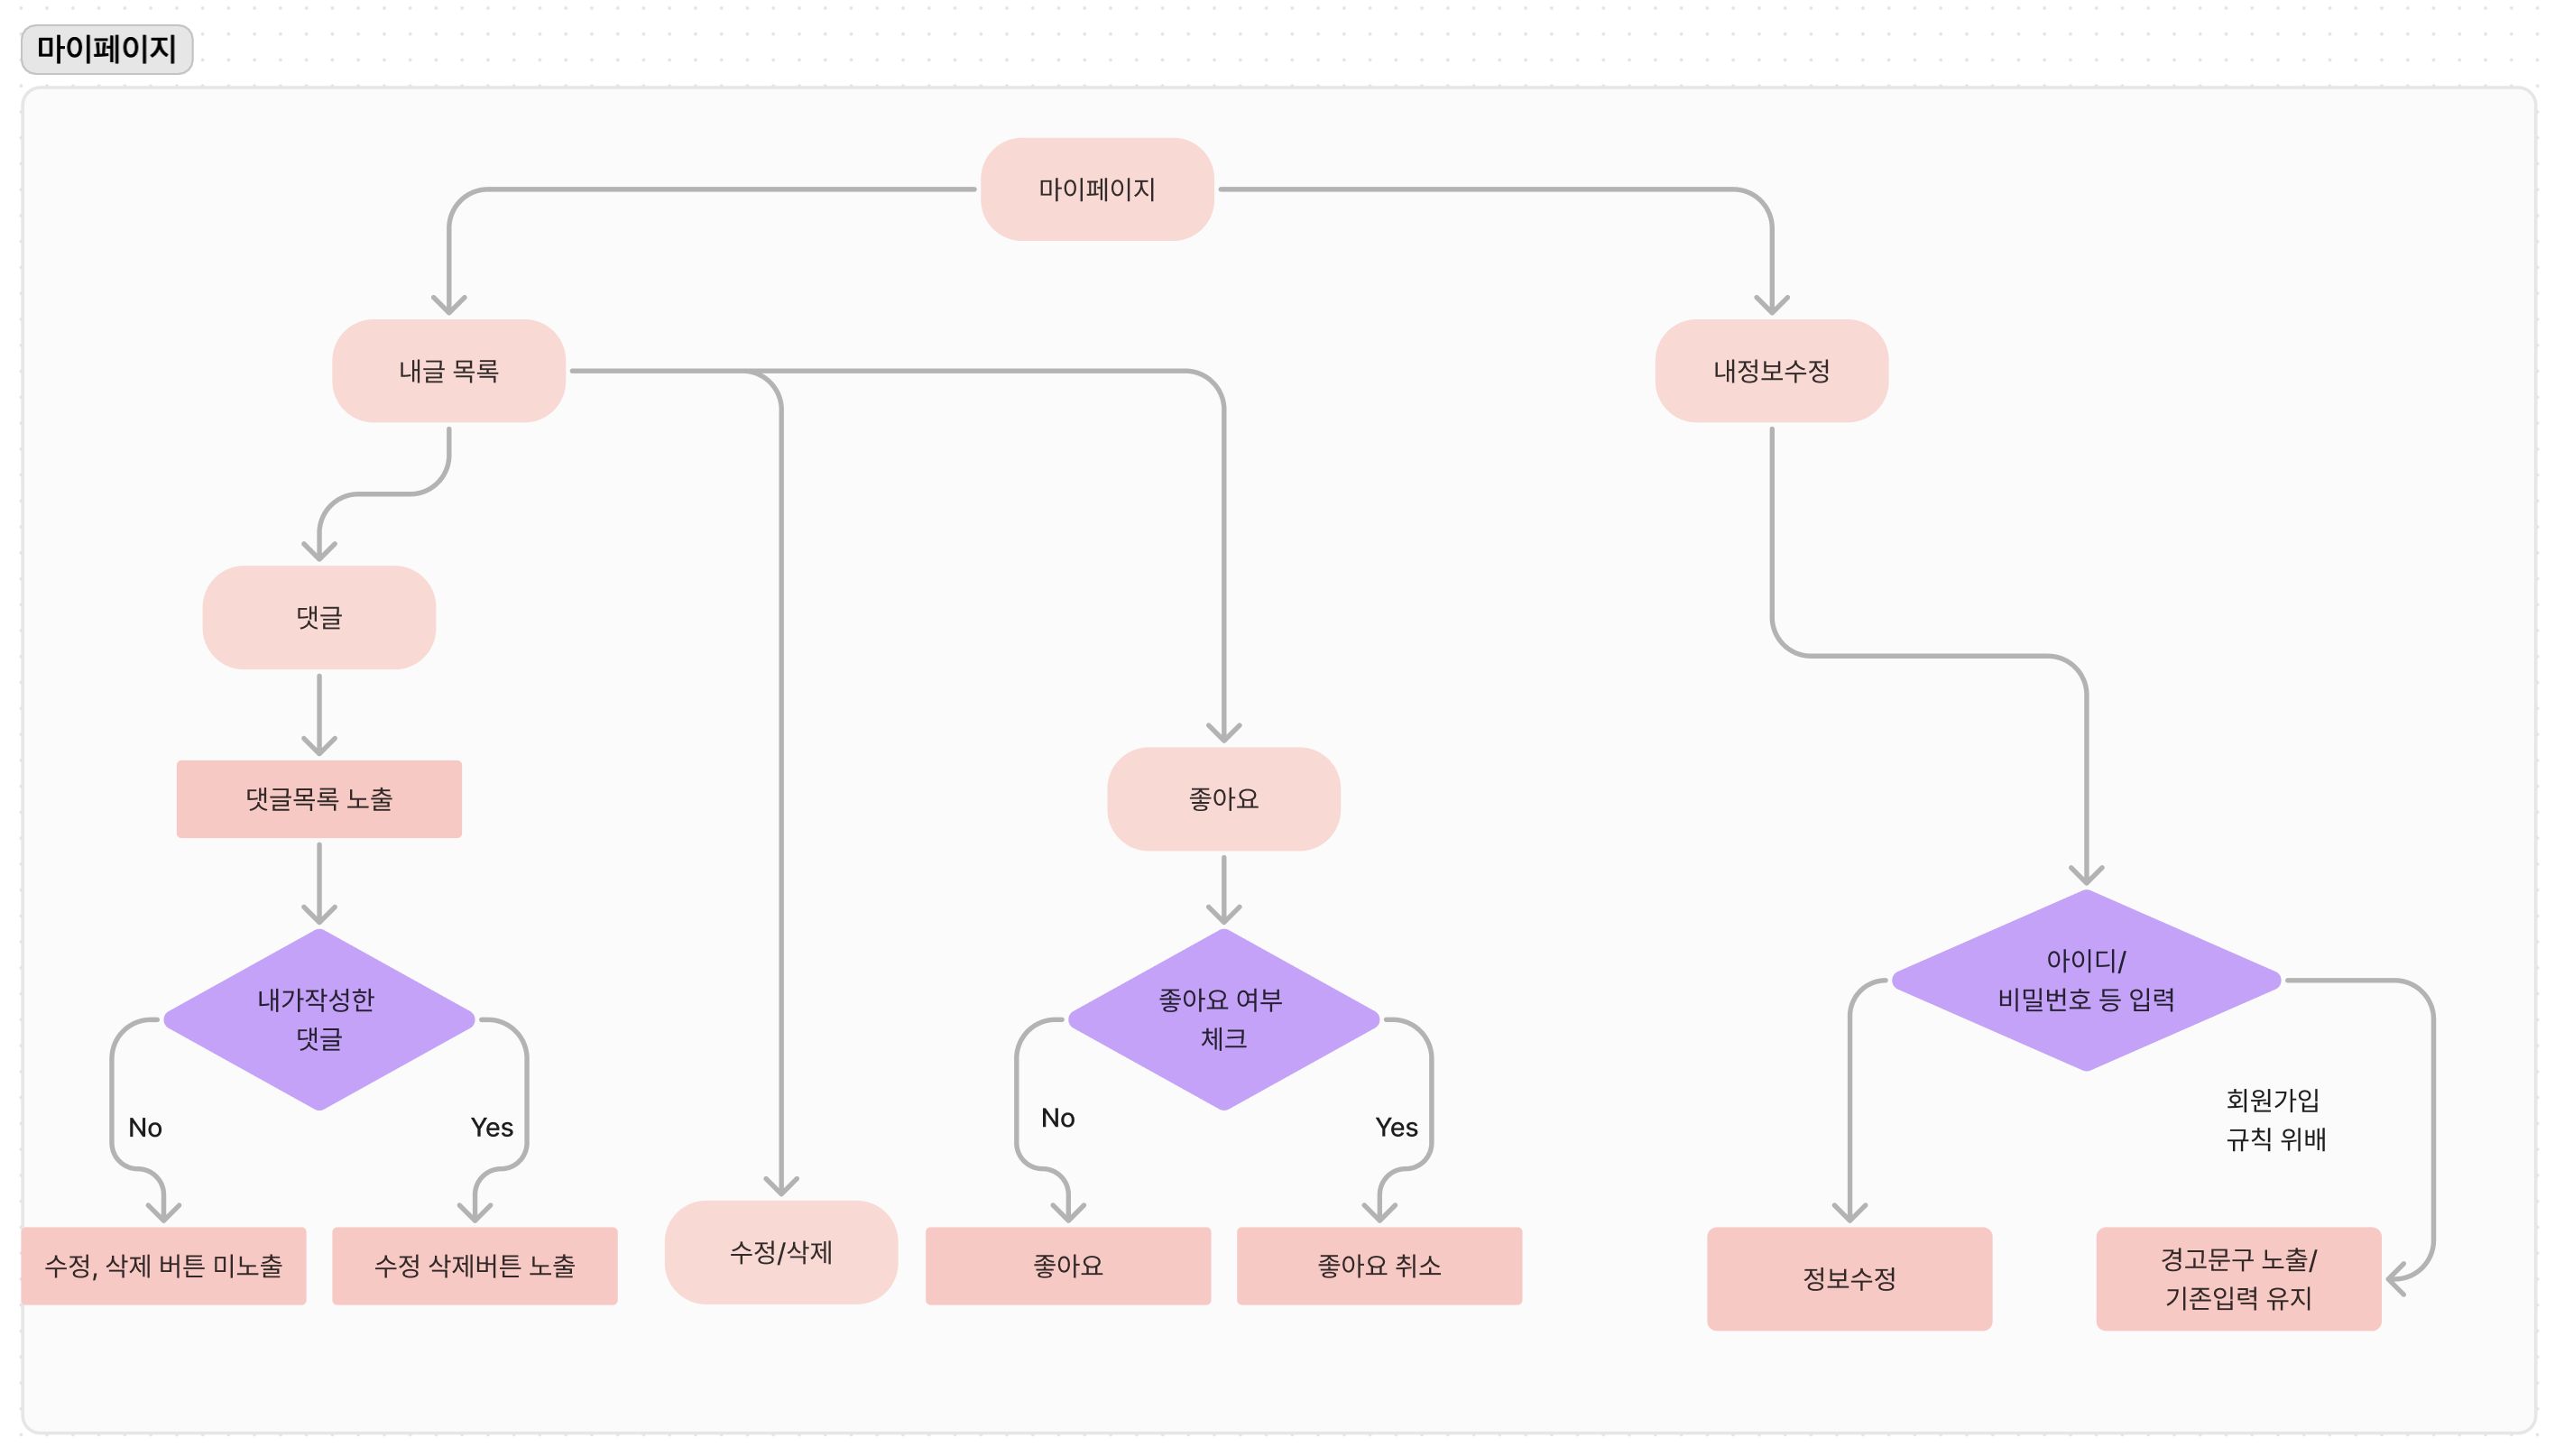 마이페이지
마이페이지
내글 목록
내정보수정
댓글
댓글목록 노출
좋아요
내가작성한
댓글
좋아요 여부
체크
아이디/
비밀번호 등 입력
No
Yes
No
Yes
회원가입
규칙 위배
수정, 삭제 버튼 미노출
수정 삭제버튼 노출
수정/삭제
좋아요
좋아요 취소
정보수정
경고문구 노출/
기존입력 유지